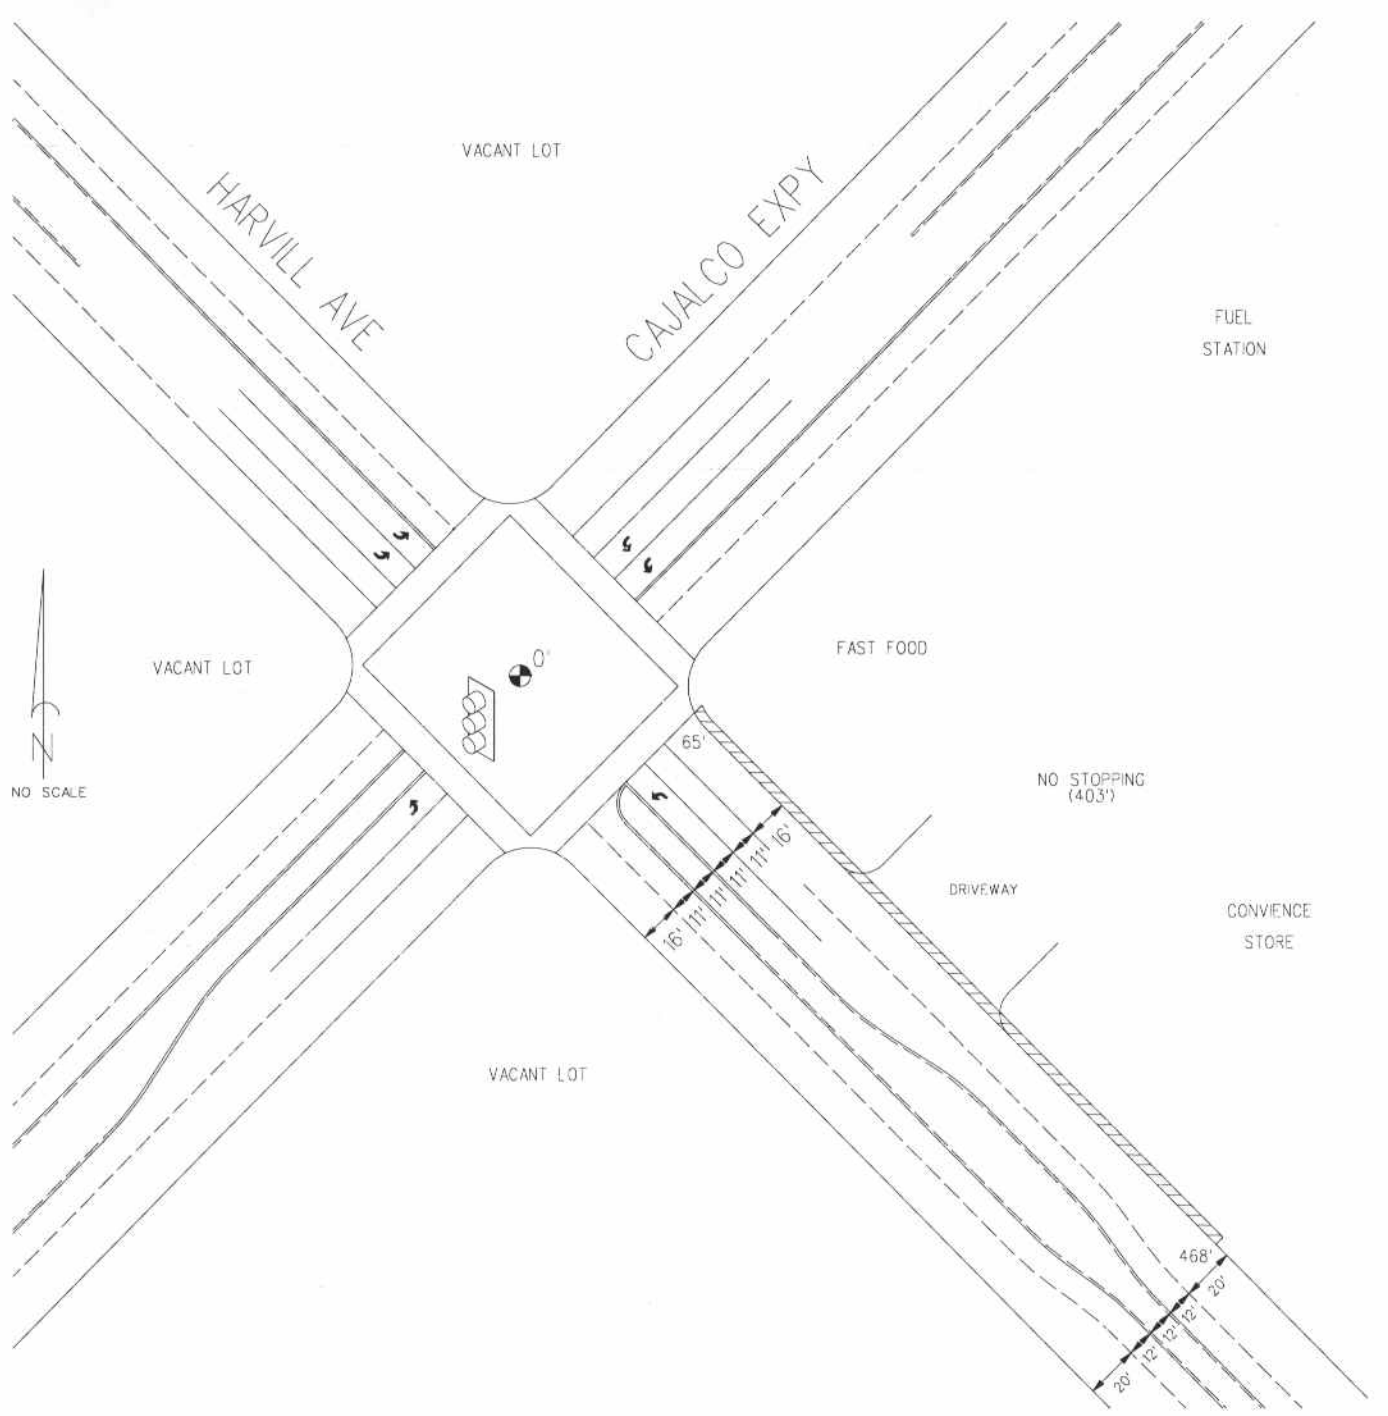 VACANT LOT
HARVILL AVE
CAJALCO EXPY
FUEL
STATION
VACANT LOT
0'
FAST FOOD
N
NO SCALE
65'
NO STOPPING
(403')
16'
11'
11'
11'
11'
16'
DRIVEWAY
CONVIENCE
STORE
VACANT LOT
468'
20'
12'
12'
12'
20'